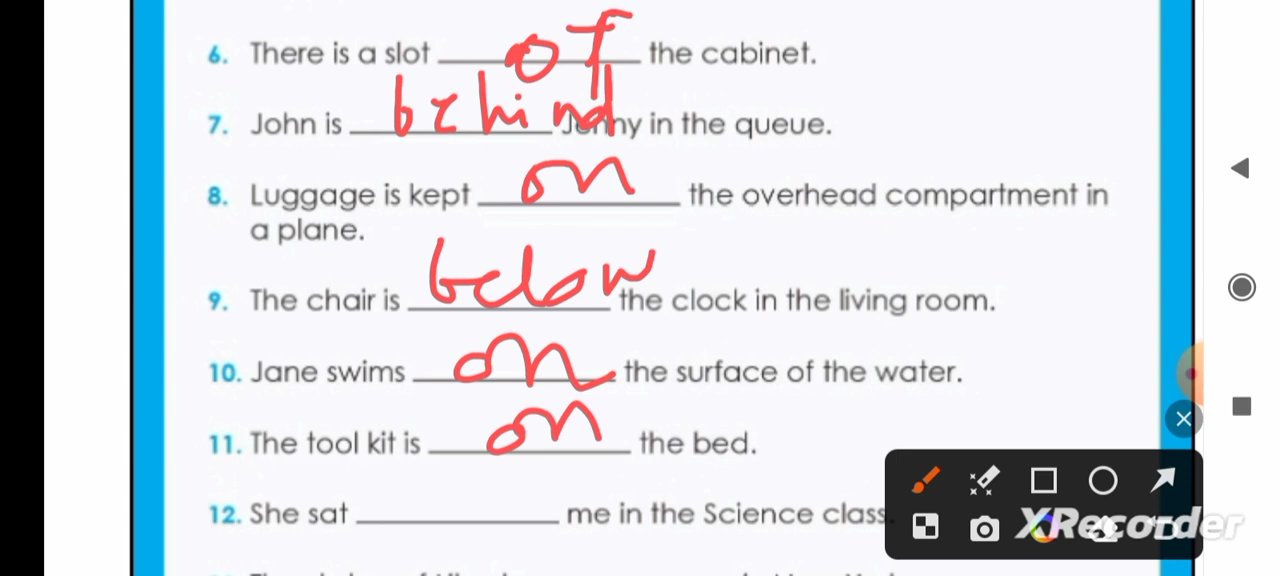 6. There is a slot of the cabinet.
7. John is behind Jenny in the queue.
8. Luggage is kept on the overhead compartment in
a plane.
9. The chair is below the clock in the living room.
10. Jane swims on the surface of the water.
11. The tool kit is on the bed.
12. She sat ____________ me in the Science class.
XRecorder